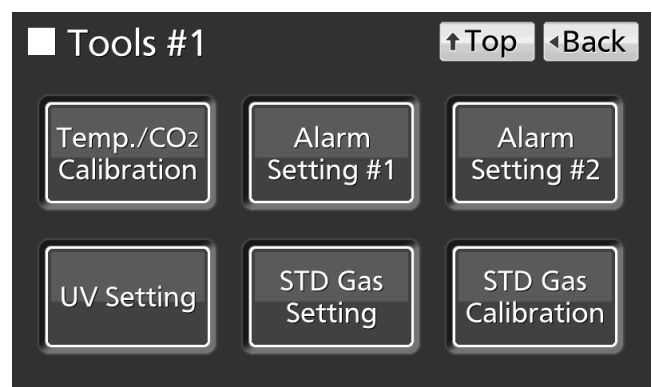 Tools #1
↑Top
◂Back
Temp./CO2
Calibration
Alarm
Setting #1
Alarm
Setting #2
UV Setting
STD Gas
Setting
STD Gas
Calibration